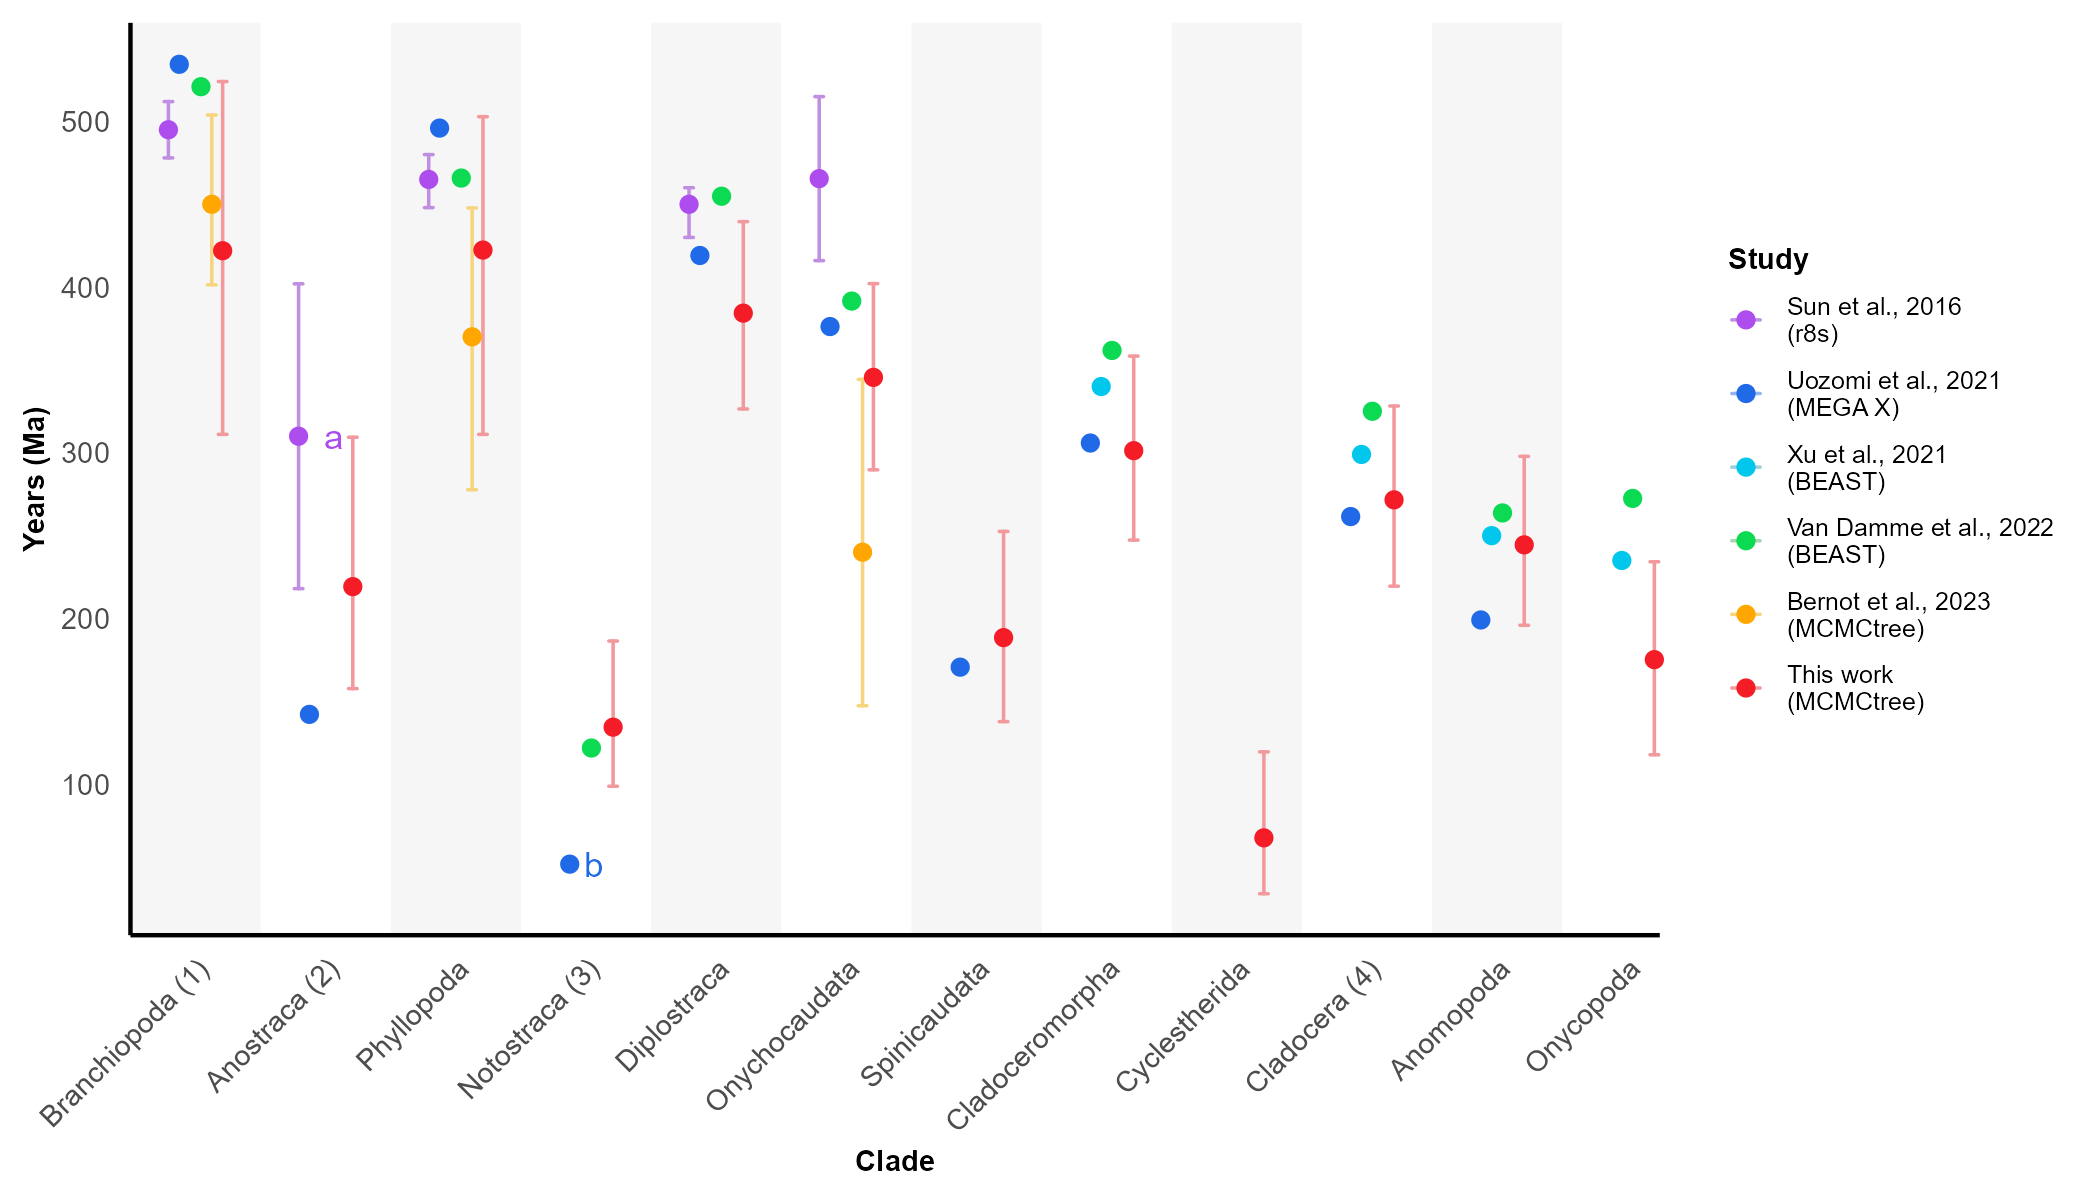 500
400
300
200
100
Years (Ma)
a
b
Branchiopoda (1)
Anostraca (2)
Phyllopoda
Notostraca (3)
Diplostraca
Onychocaudata
Spinicaudata
Cladoceromorpha
Cyclestherida
Cladocera (4)
Anomopoda
Onycopoda
Clade
Study
Sun et al., 2016
(r8s)
Uozomi et al., 2021
(MEGA X)
Xu et al., 2021
(BEAST)
Van Damme et al., 2022
(BEAST)
Bernot et al., 2023
(MCMCtree)
This work
(MCMCtree)